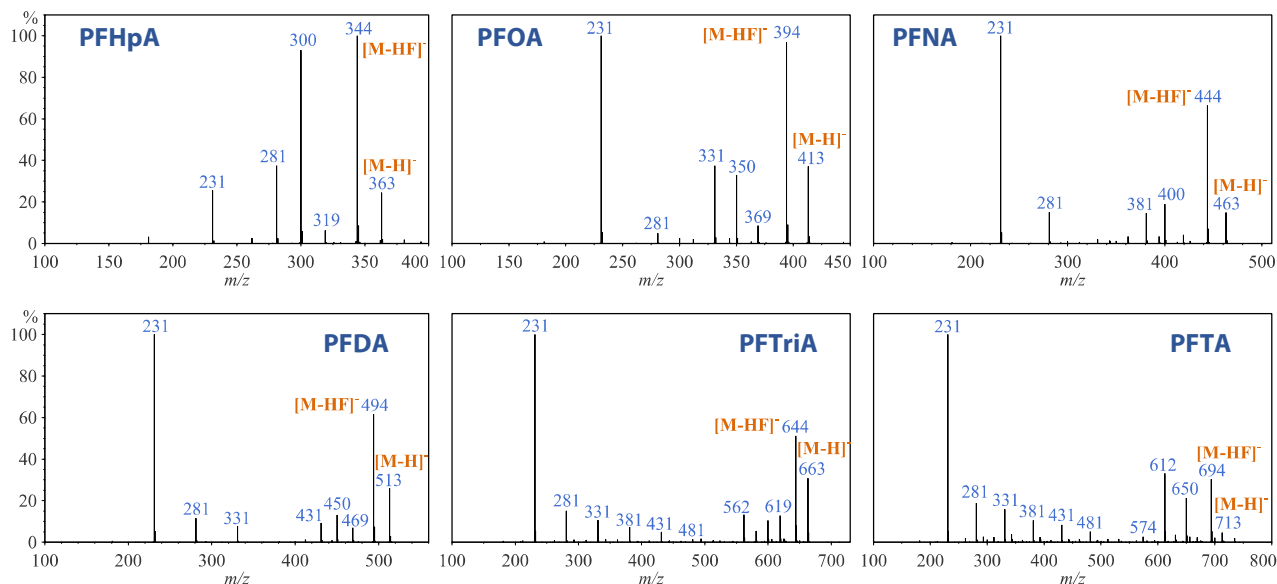 %
PFHpA
344
300
[M-HF]-
281
[M-H]-
363
231
319
100
80
60
40
20
0
100 200 300 400
m/z
PFOA
231
[M-HF]- 394
331
350
[M-H]-
413
281
369
100 150 200 250 300 350 400 450
m/z
PFNA
231
[M-HF]- 444
281
381
400
[M-H]-
463
100 200 300 400 500
m/z
%
231
PFDA
[M-HF]- 494
[M-H]-
513
281
331
431
450
469
100
80
60
40
20
0
100 200 300 400
m/z
231
PFTriA
[M-HF]- 644
[M-H]-
663
281
331
381
431
481
562
619
100 200 300 400 500 600 700
m/z
231
PFTA
612
[M-HF]-
694
650
[M-H]-
713
281
331
381
431
481
574
100 200 300 400 500 600 700 800
m/z